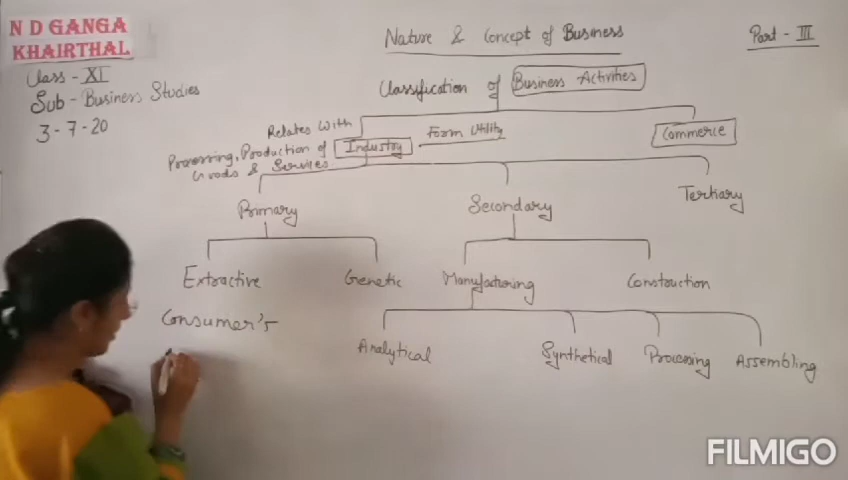 N D GANGA
KHAIRTHAL
Class - XI
Sub - Business Studies
3-7-20
Nature & Concept of Business
Part - III
Classification of Business Activities
Relates with
Processing, Production of
Goods & Services
Industry
Form Utility
Commerce
Primary
Secondary
Tertiary
Extractive
Genetic
Manufacturing
Construction
Consumer's
Analytical
Synthetical
Processing
Assembling
FILMIGO